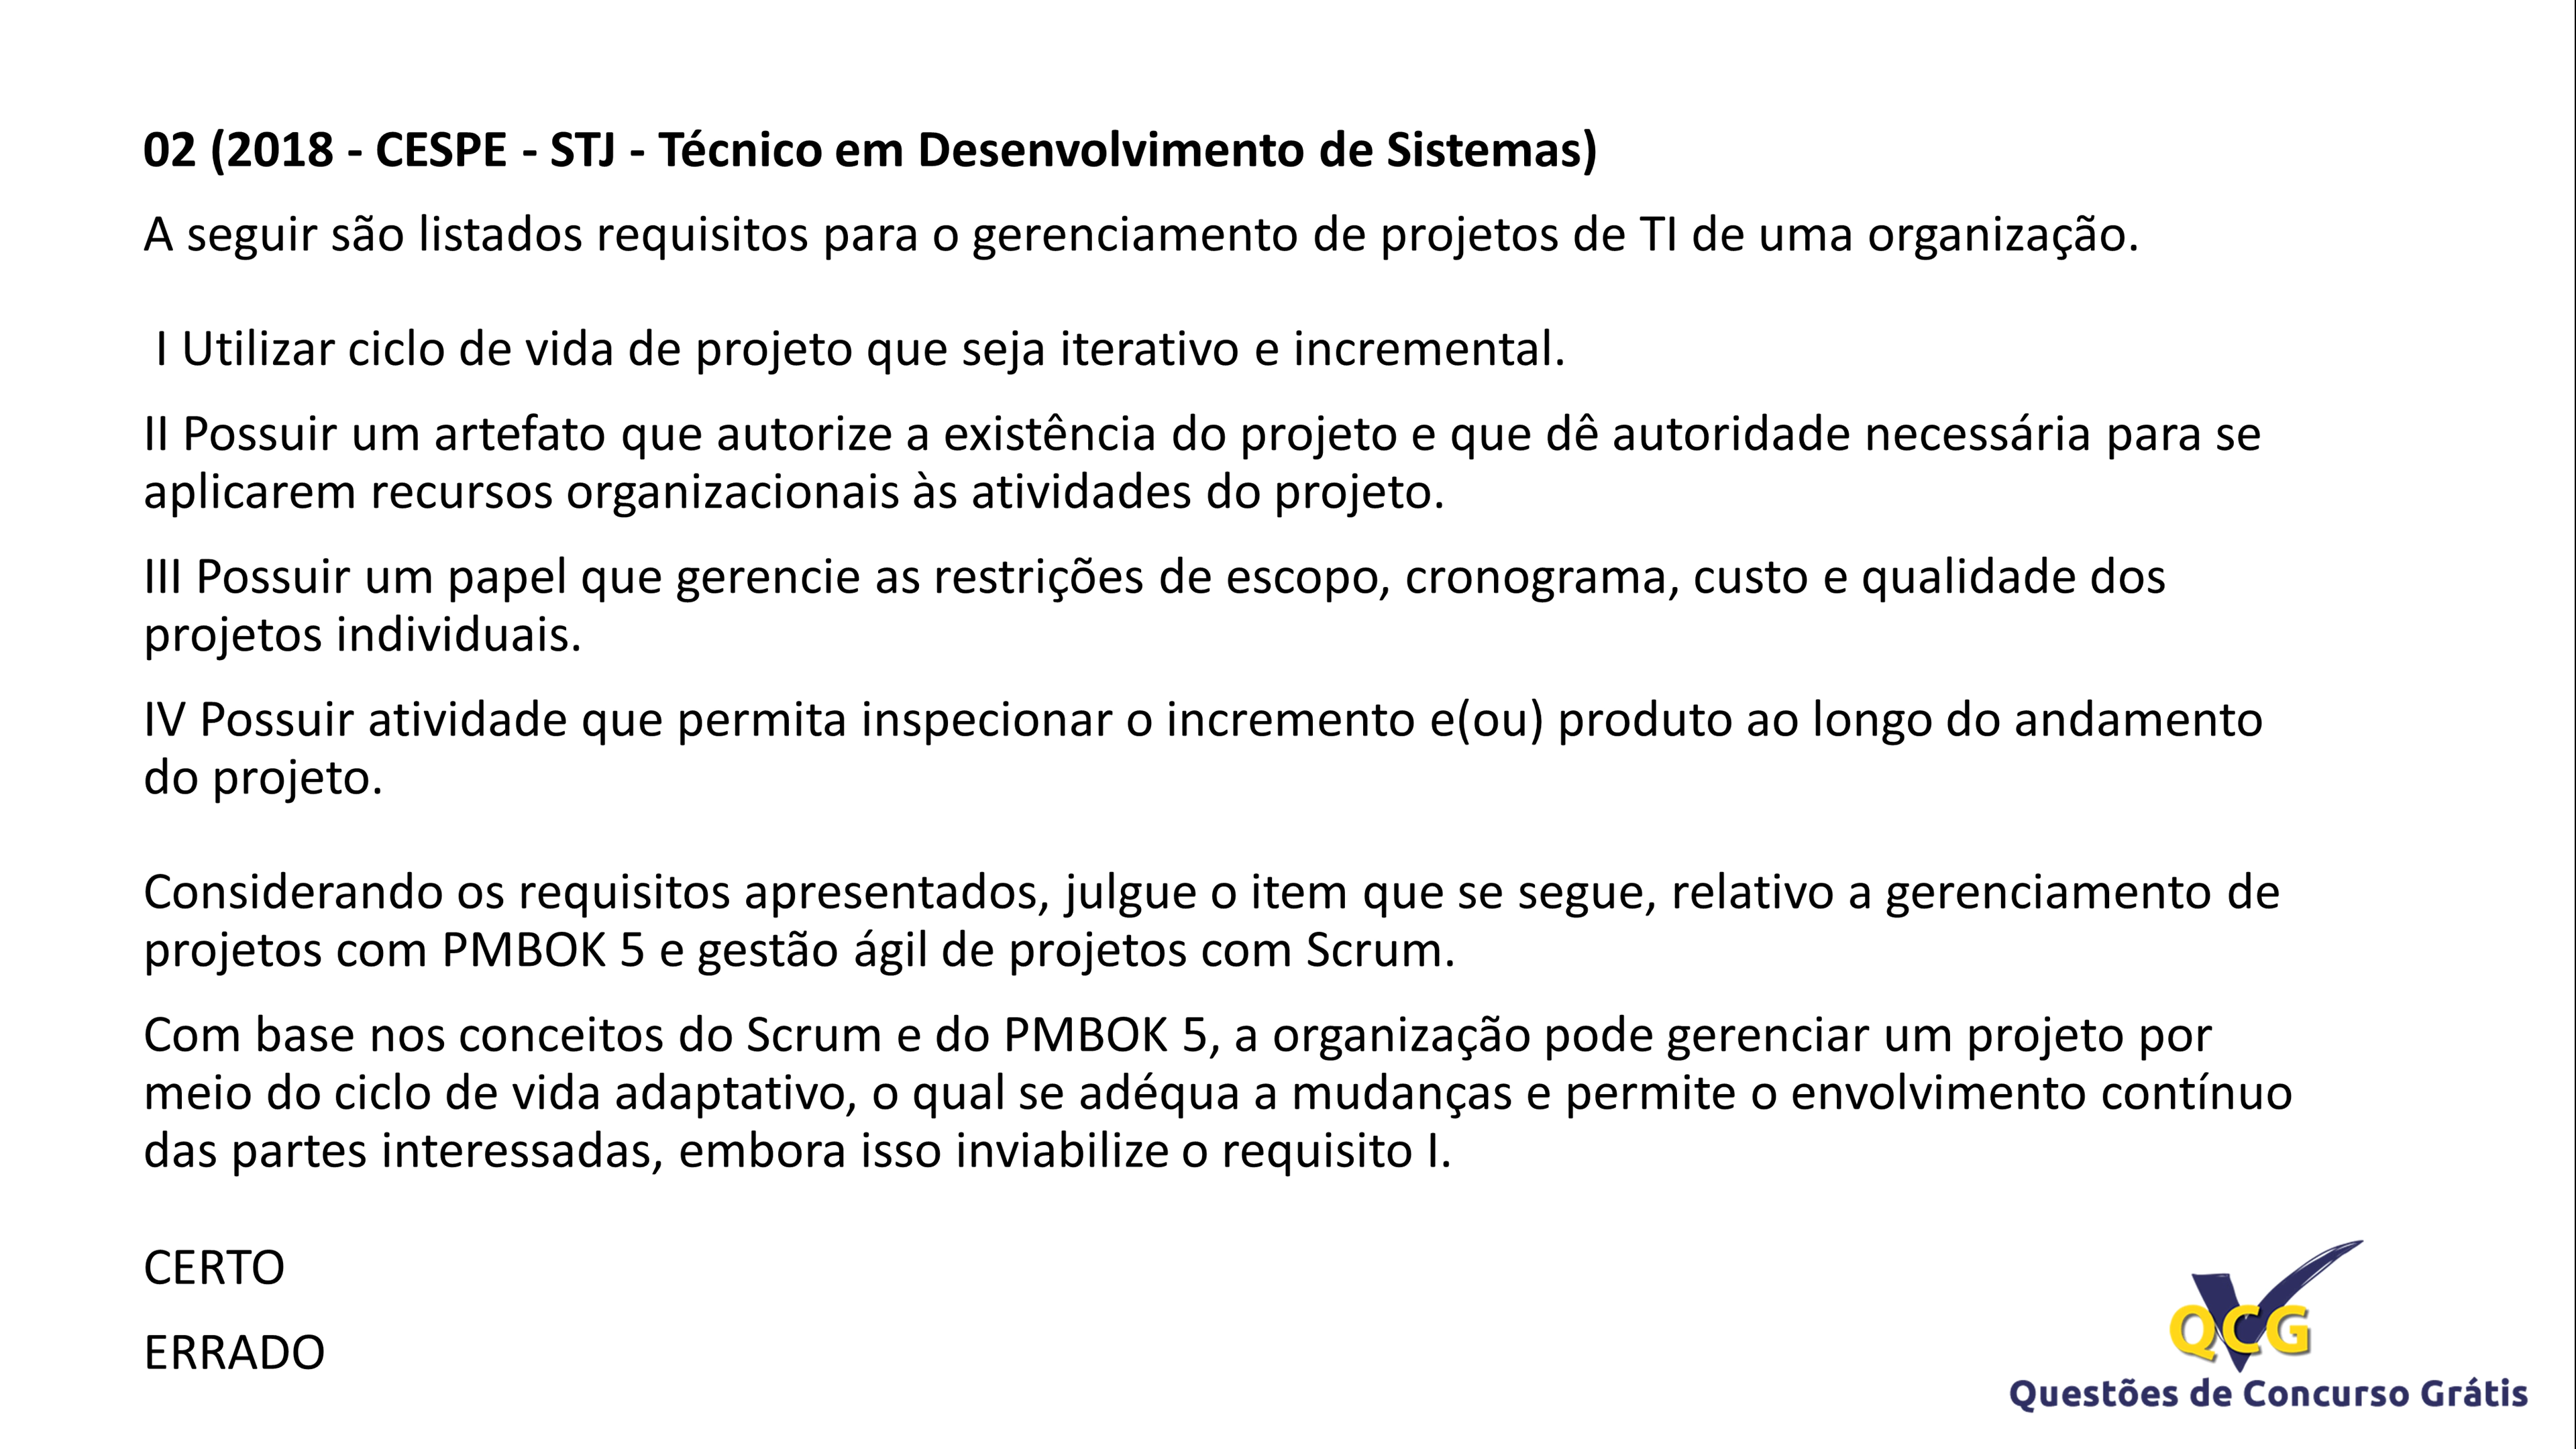 02 (2018 - CESPE - STJ - Técnico em Desenvolvimento de Sistemas)
A seguir são listados requisitos para o gerenciamento de projetos de TI de uma organização.
I Utilizar ciclo de vida de projeto que seja iterativo e incremental.
II Possuir um artefato que autorize a existência do projeto e que dê autoridade necessária para se
aplicarem recursos organizacionais às atividades do projeto.
III Possuir um papel que gerencie as restrições de escopo, cronograma, custo e qualidade dos
projetos individuais.
IV Possuir atividade que permita inspecionar o incremento e(ou) produto ao longo do andamento
do projeto.
Considerando os requisitos apresentados, julgue o item que se segue, relativo a gerenciamento de
projetos com PMBOK 5 e gestão ágil de projetos com Scrum.
Com base nos conceitos do Scrum e do PMBOK 5, a organização pode gerenciar um projeto por
meio do ciclo de vida adaptativo, o qual se adéqua a mudanças e permite o envolvimento contínuo
das partes interessadas, embora isso inviabilize o requisito I.
CERTO
ERRADO
QCG
Questões de Concurso Grátis